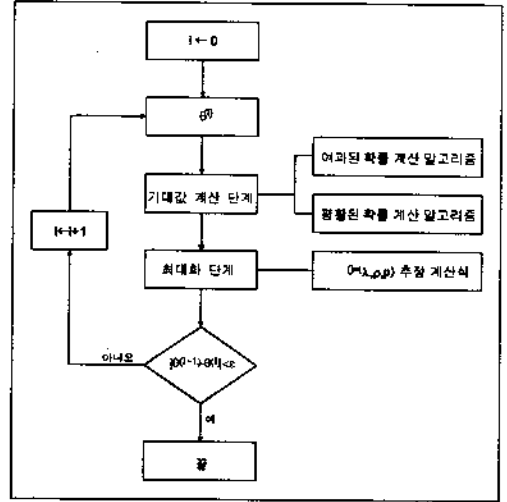 i ← 0
θ⁽ⁱ⁾
여과된 확률 계산 알고리즘
기대값 계산 단계
평활된 확률 계산 알고리즘
i←i+1
최대화 단계
추정 계산식
아니오
예
끝